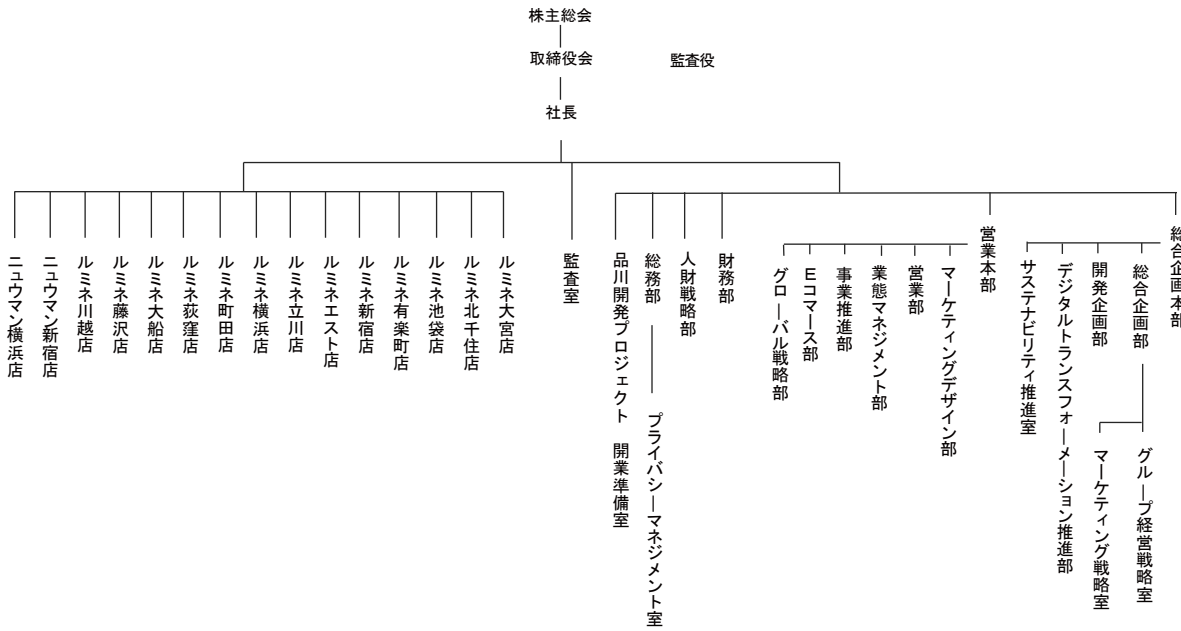 株主総会
取締役会
監査役
社長
ニュウマン横浜店
ニュウマン新宿店
ルミネ川越店
ルミネ藤沢店
ルミネ大船店
ルミネ荻窪店
ルミネ町田店
ルミネ横浜店
ルミネ立川店
ルミネエスト店
ルミネ新宿店
ルミネ有楽町店
ルミネ池袋店
ルミネ北千住店
ルミネ大宮店
監査室
品川開発プロジェクト 開業準備室
総務部
プライバシーマネジメント室
人財戦略部
財務部
グローバル戦略部
Eコマース部
事業推進部
業態マネジメント部
営業部
マーケティングデザイン部
営業本部
サステナビリティ推進室
デジタルトランスフォーメーション推進部
開発企画部
総合企画部
マーケティング戦略室
グループ経営戦略室
総合企画本部